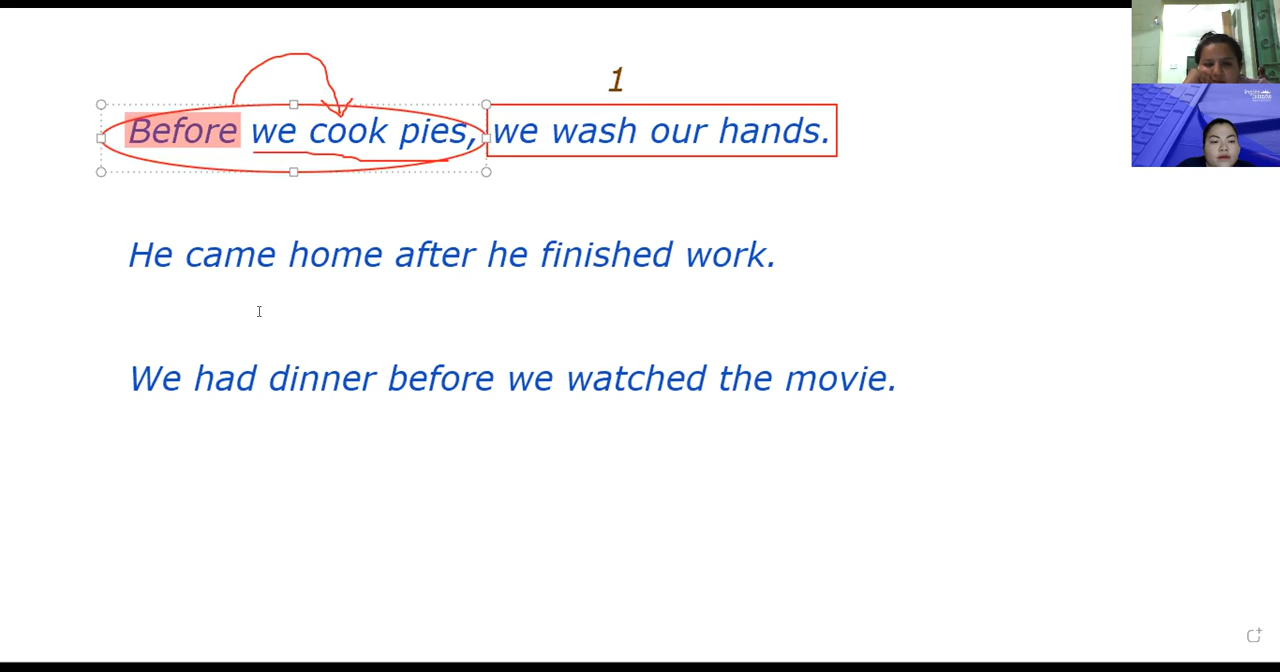 1
Before we cook pies, we wash our hands.
He came home after he finished work.
We had dinner before we watched the movie.